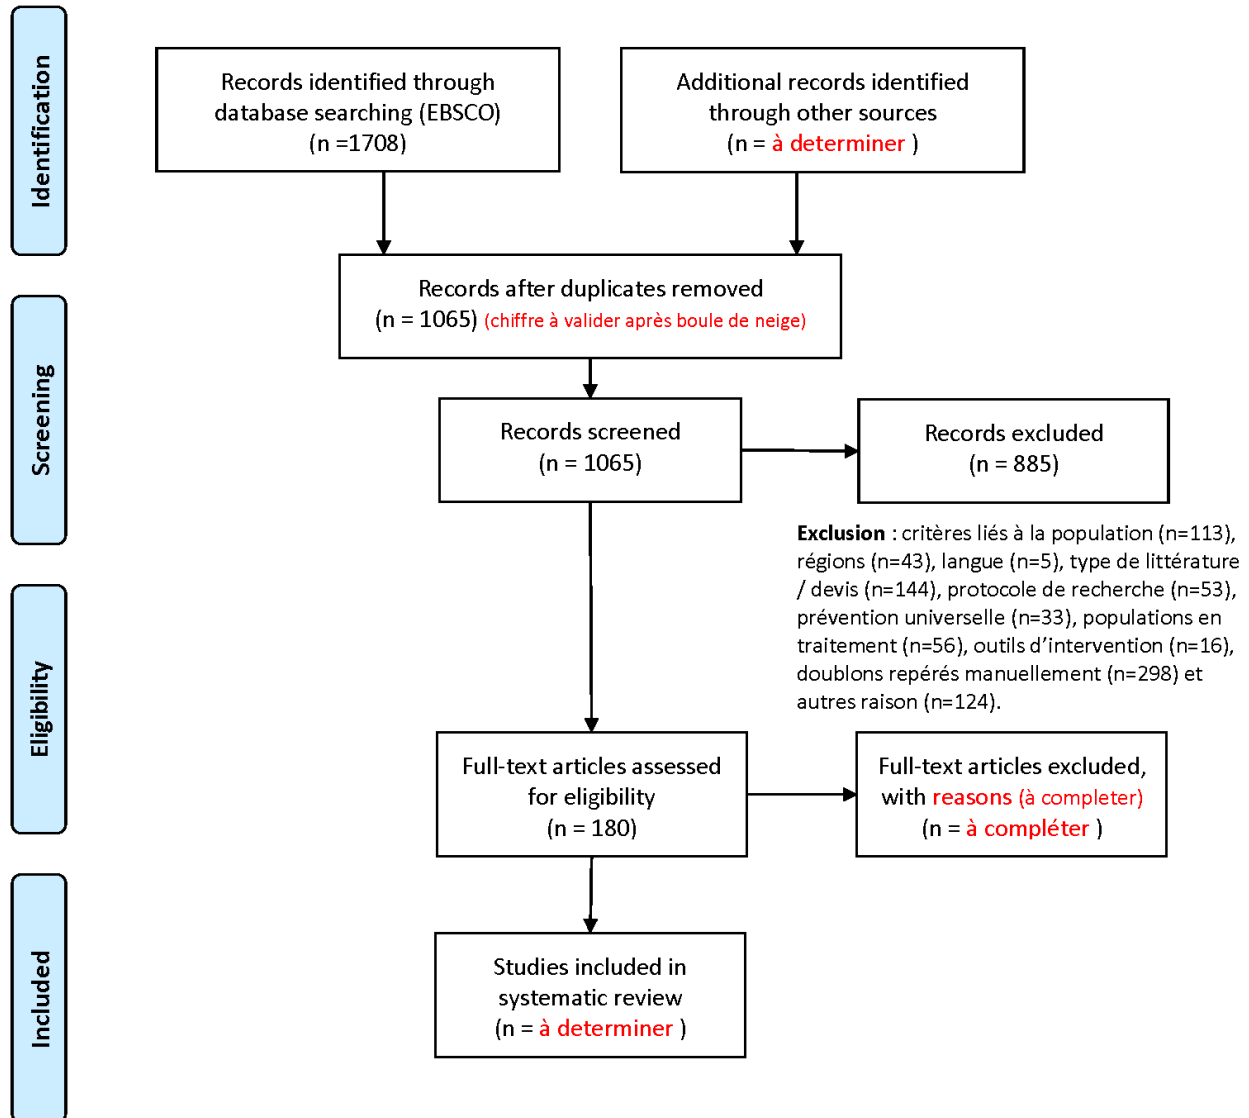 Identification
Records identified through
database searching (EBSCO)
(n =1708)
Additional records identified
through other sources
(n = à determiner )
Records after duplicates removed
(n = 1065) (chiffre à valider après boule de neige)
Screening
Records screened
(n = 1065)
Records excluded
(n = 885)
Exclusion : critères liés à la population (n=113),
régions (n=43), langue (n=5), type de littérature
/ devis (n=144), protocole de recherche (n=53),
prévention universelle (n=33), populations en
traitement (n=56), outils d’intervention (n=16),
doublons repérés manuellement (n=298) et
autres raison (n=124).
Eligibility
Full-text articles assessed
for eligibility
(n = 180)
Full-text articles excluded,
with reasons (à completer)
(n = à compléter )
Included
Studies included in
systematic review
(n = à determiner )